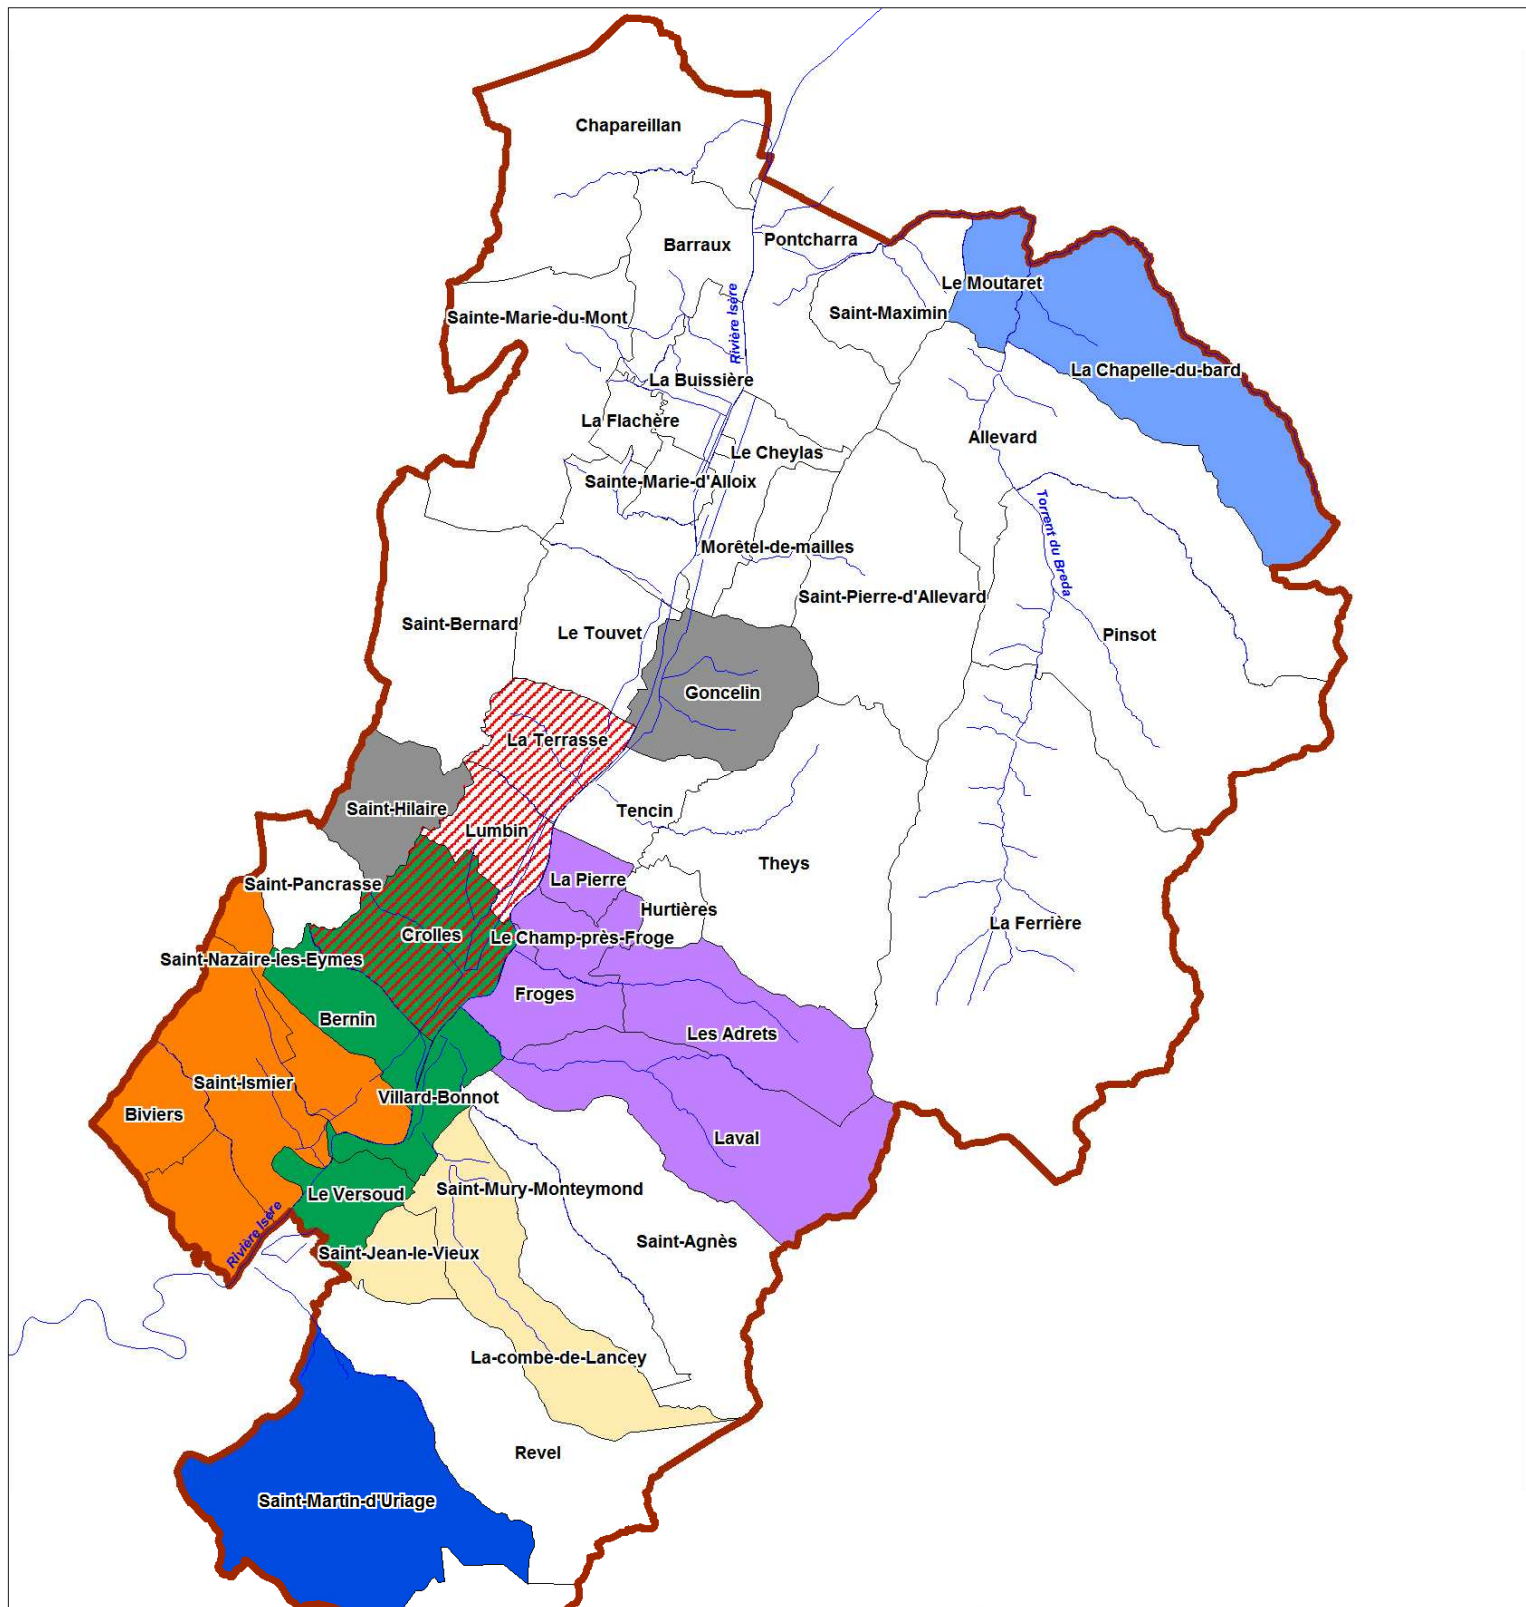 Chapareillan
Barraux
Pontcharra
Le Moutaret
Rivière Isère
Saint-Maximin
Sainte-Marie-du-Mont
La Chapelle-du-bard
La Buissière
La Flachère
Allevard
Le Cheylas
Sainte-Marie-d'Alloix
Torrent du Breda
Morêtel-de-mailles
Saint-Pierre-d'Allevard
Saint-Bernard
Le Touvet
Pinsot
Goncelin
La Terrasse
Saint-Hilaire
Tencin
Lumbin
Theys
La Pierre
Saint-Pancrasse
Hurtières
La Ferrière
Crolles
Le Champ-près-Froge
Saint-Nazaire-les-Eymes
Froges
Bernin
Les Adrets
Saint-Ismier
Villard-Bonnot
Biviers
Laval
Saint-Mury-Monteymond
Le Versoud
Rivière Isère
Saint-Agnès
Saint-Jean-le-Vieux
La-combe-de-Lancey
Revel
Saint-Martin-d'Uriage